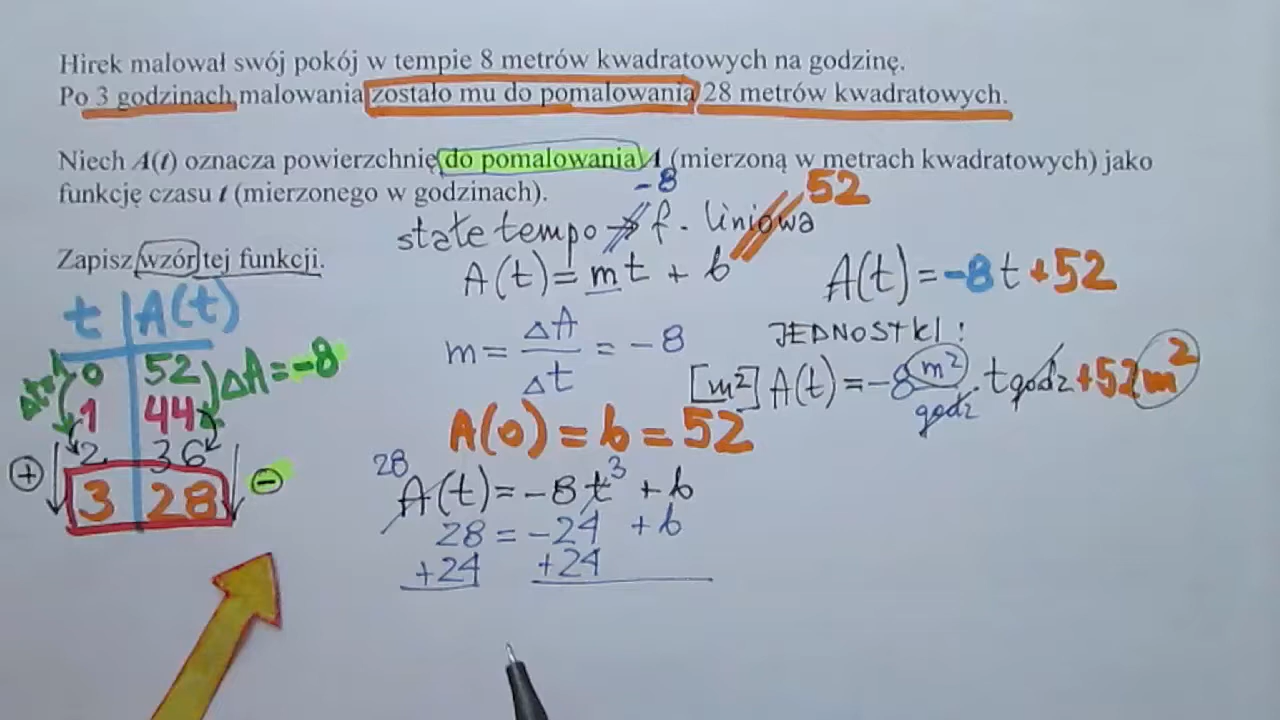 Hirek malował swój pokój w tempie 8 metrów kwadratowych na godzinę.
Po 3 godzinach malowania zostało mu do pomalowania 28 metrów kwadratowych.
Niech A(t) oznacza powierzchnię do pomalowania A (mierzoną w metrach kwadratowych) jako
funkcję czasu t (mierzonego w godzinach).
Zapisz wzór tej funkcji.
stałe tempo → f. liniowa
-8 52
A(t) = mt + b
A(t) = -8t + 52
m = ΔA/Δt = -8
JEDNOSTKI:
[m²] A(t) = -8 m²/godz · t godz + 52 m²
A(0) = b = 52
t | A(t)
0 | 52
1 | 44
2 | 36
3 | 28
Δt=1
ΔA = -8
+
-
28 3
A(t) = -8t + b
28 = -24 + b
+24 +24